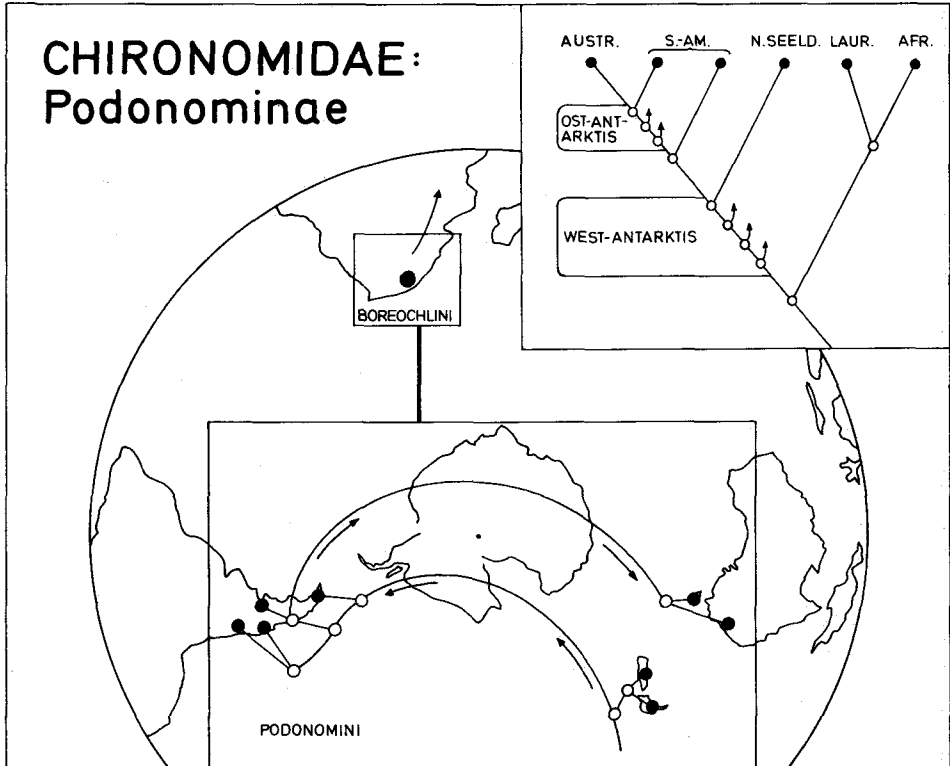 CHIRONOMIDAE:
Podonominae
AUSTR. S.-AM. N.SEELD. LAUR. AFR.
OST-ANT-
ARKTIS
WEST-ANTARKTIS
BOREOCHLINI
PODONOMINI